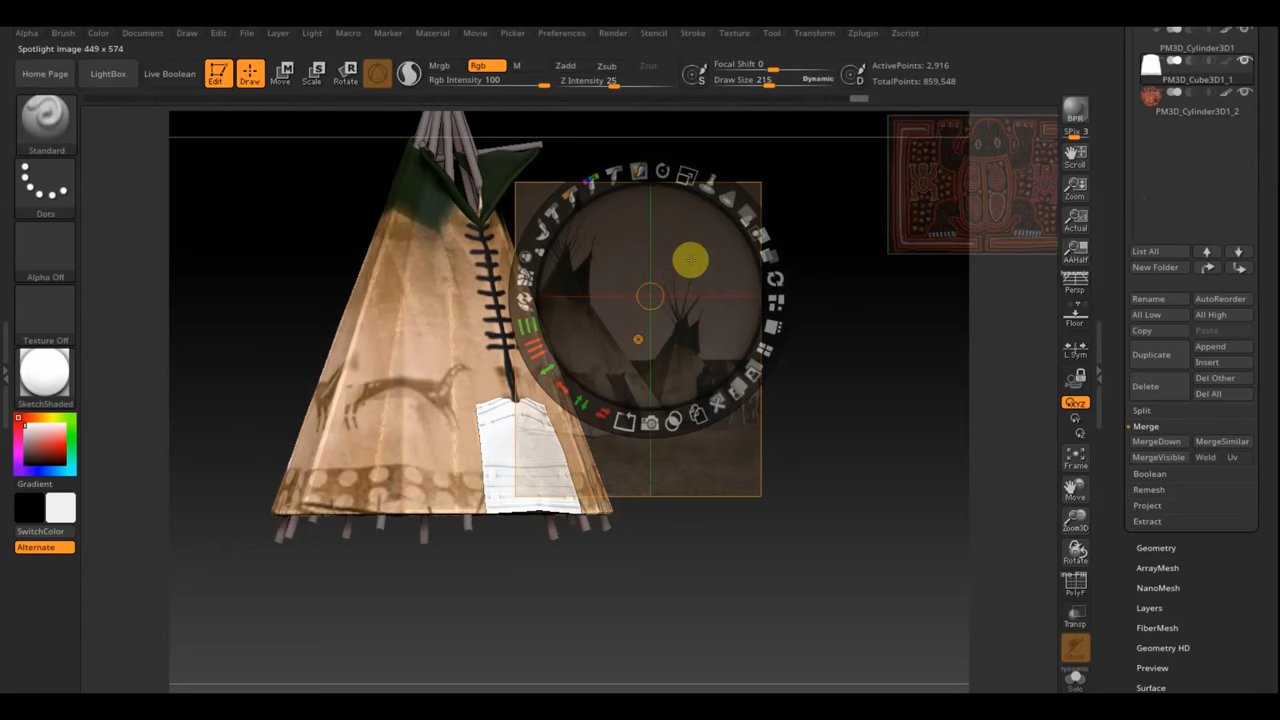 Alpha Brush Color Document Draw Edit File Layer Light Macro Marker Material Movie Picker Preferences Render Stencil Stroke Texture Tool Transform Zplugin Zscript
Spotlight image 449 x 574
Home Page
LightBox
Live Boolean
Edit
Draw
Move
Scale
Rotate
Mrgb
Rgb
M
Rgb Intensity 100
Zadd
Zsub
Zcut
Z Intensity 25
S
Focal Shift 0
Draw Size 215
Dynamic
D
ActivePoints: 2,916
TotalPoints: 859,548
Standard
Dots
Alpha Off
Texture Off
SketchShaded
Gradient
SwitchColor
Alternate
BPR
SPix 3
Scroll
Zoom
Actual
AAHalf
Persp
Floor
L.Sym
XYZ
Frame
Move
Zoom3D
Rotate
PolyF
Transp
Ghost
Solo
PM3D_Cylinder3D1
PM3D_Cube3D1_1
PM3D_Cylinder3D1_2
List All
New Folder
Rename AutoReorder
All Low All High
Copy Paste
Duplicate Append
Insert
Delete Del Other
Del All
Split
Merge
MergeDown MergeSimilar
MergeVisible Weld Uv
Boolean
Remesh
Project
Extract
Geometry
ArrayMesh
NanoMesh
Layers
FiberMesh
Geometry HD
Preview
Surface